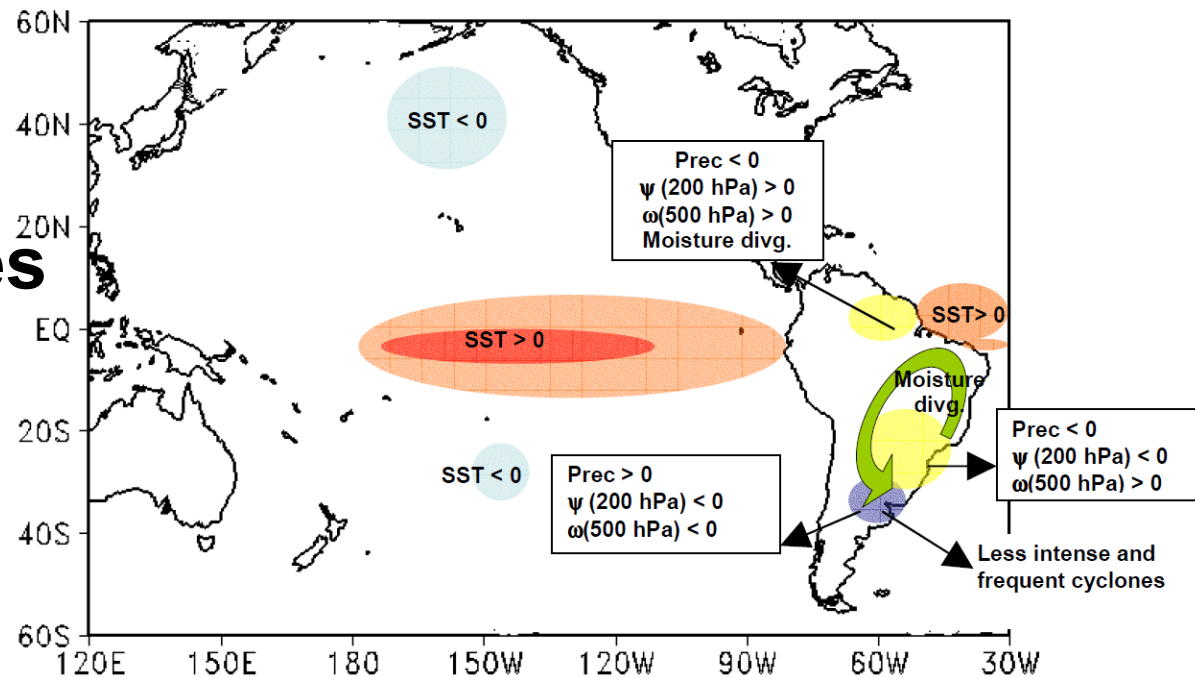 60N
40N
20N
EQ
20S
40S
60S
120E 150E 180 150W 120W 90W 60W 30W
es
SST < 0
Prec < 0
ψ (200 hPa) > 0
ω(500 hPa) > 0
Moisture divg.
SST > 0
SST> 0
Moisture
divg.
SST < 0
Prec > 0
ψ (200 hPa) < 0
ω(500 hPa) < 0
Prec < 0
ψ (200 hPa) < 0
ω(500 hPa) > 0
Less intense and
frequent cyclones